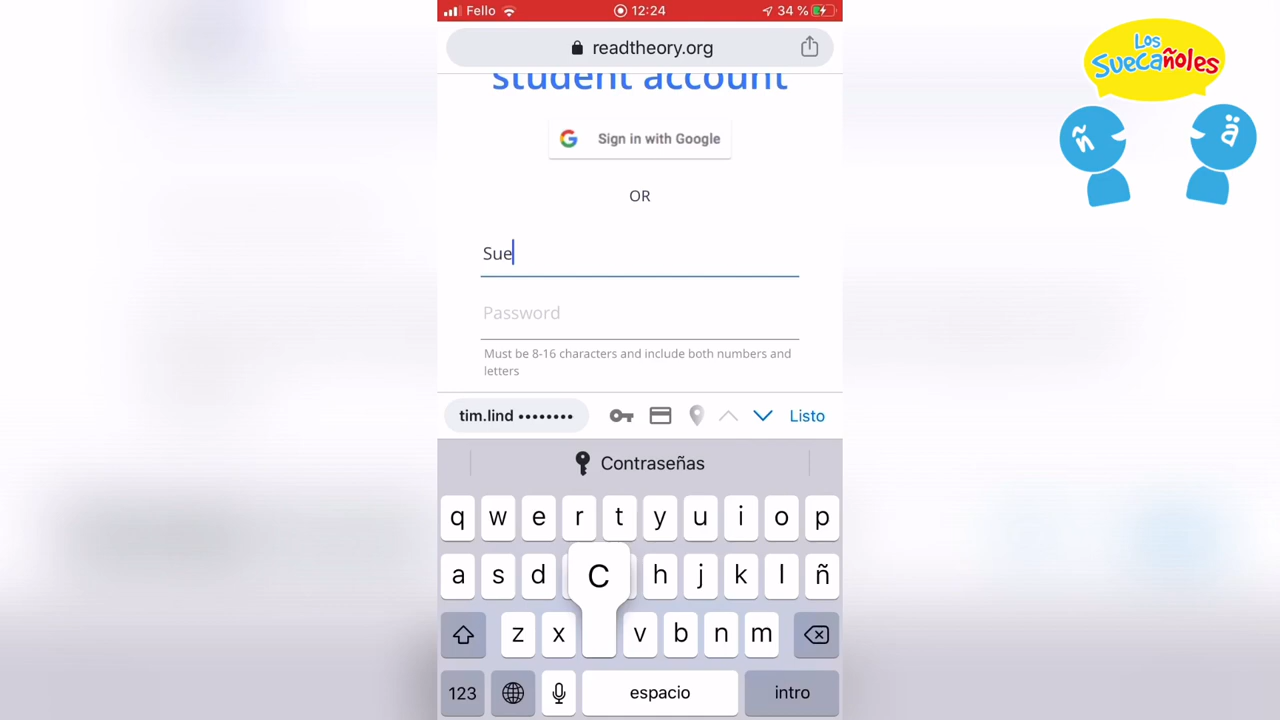 Fello 12:24 34 %
readtheory.org
student account
Sign in with Google
OR
Sue
Password
Must be 8-16 characters and include both numbers and
letters
tim.lind •••••••• Listo
Contraseñas
q w e r t y u i o p
a s d C h j k l ñ
z x v b n m
123 espacio intro
Los
Suecañoles
ñ ä